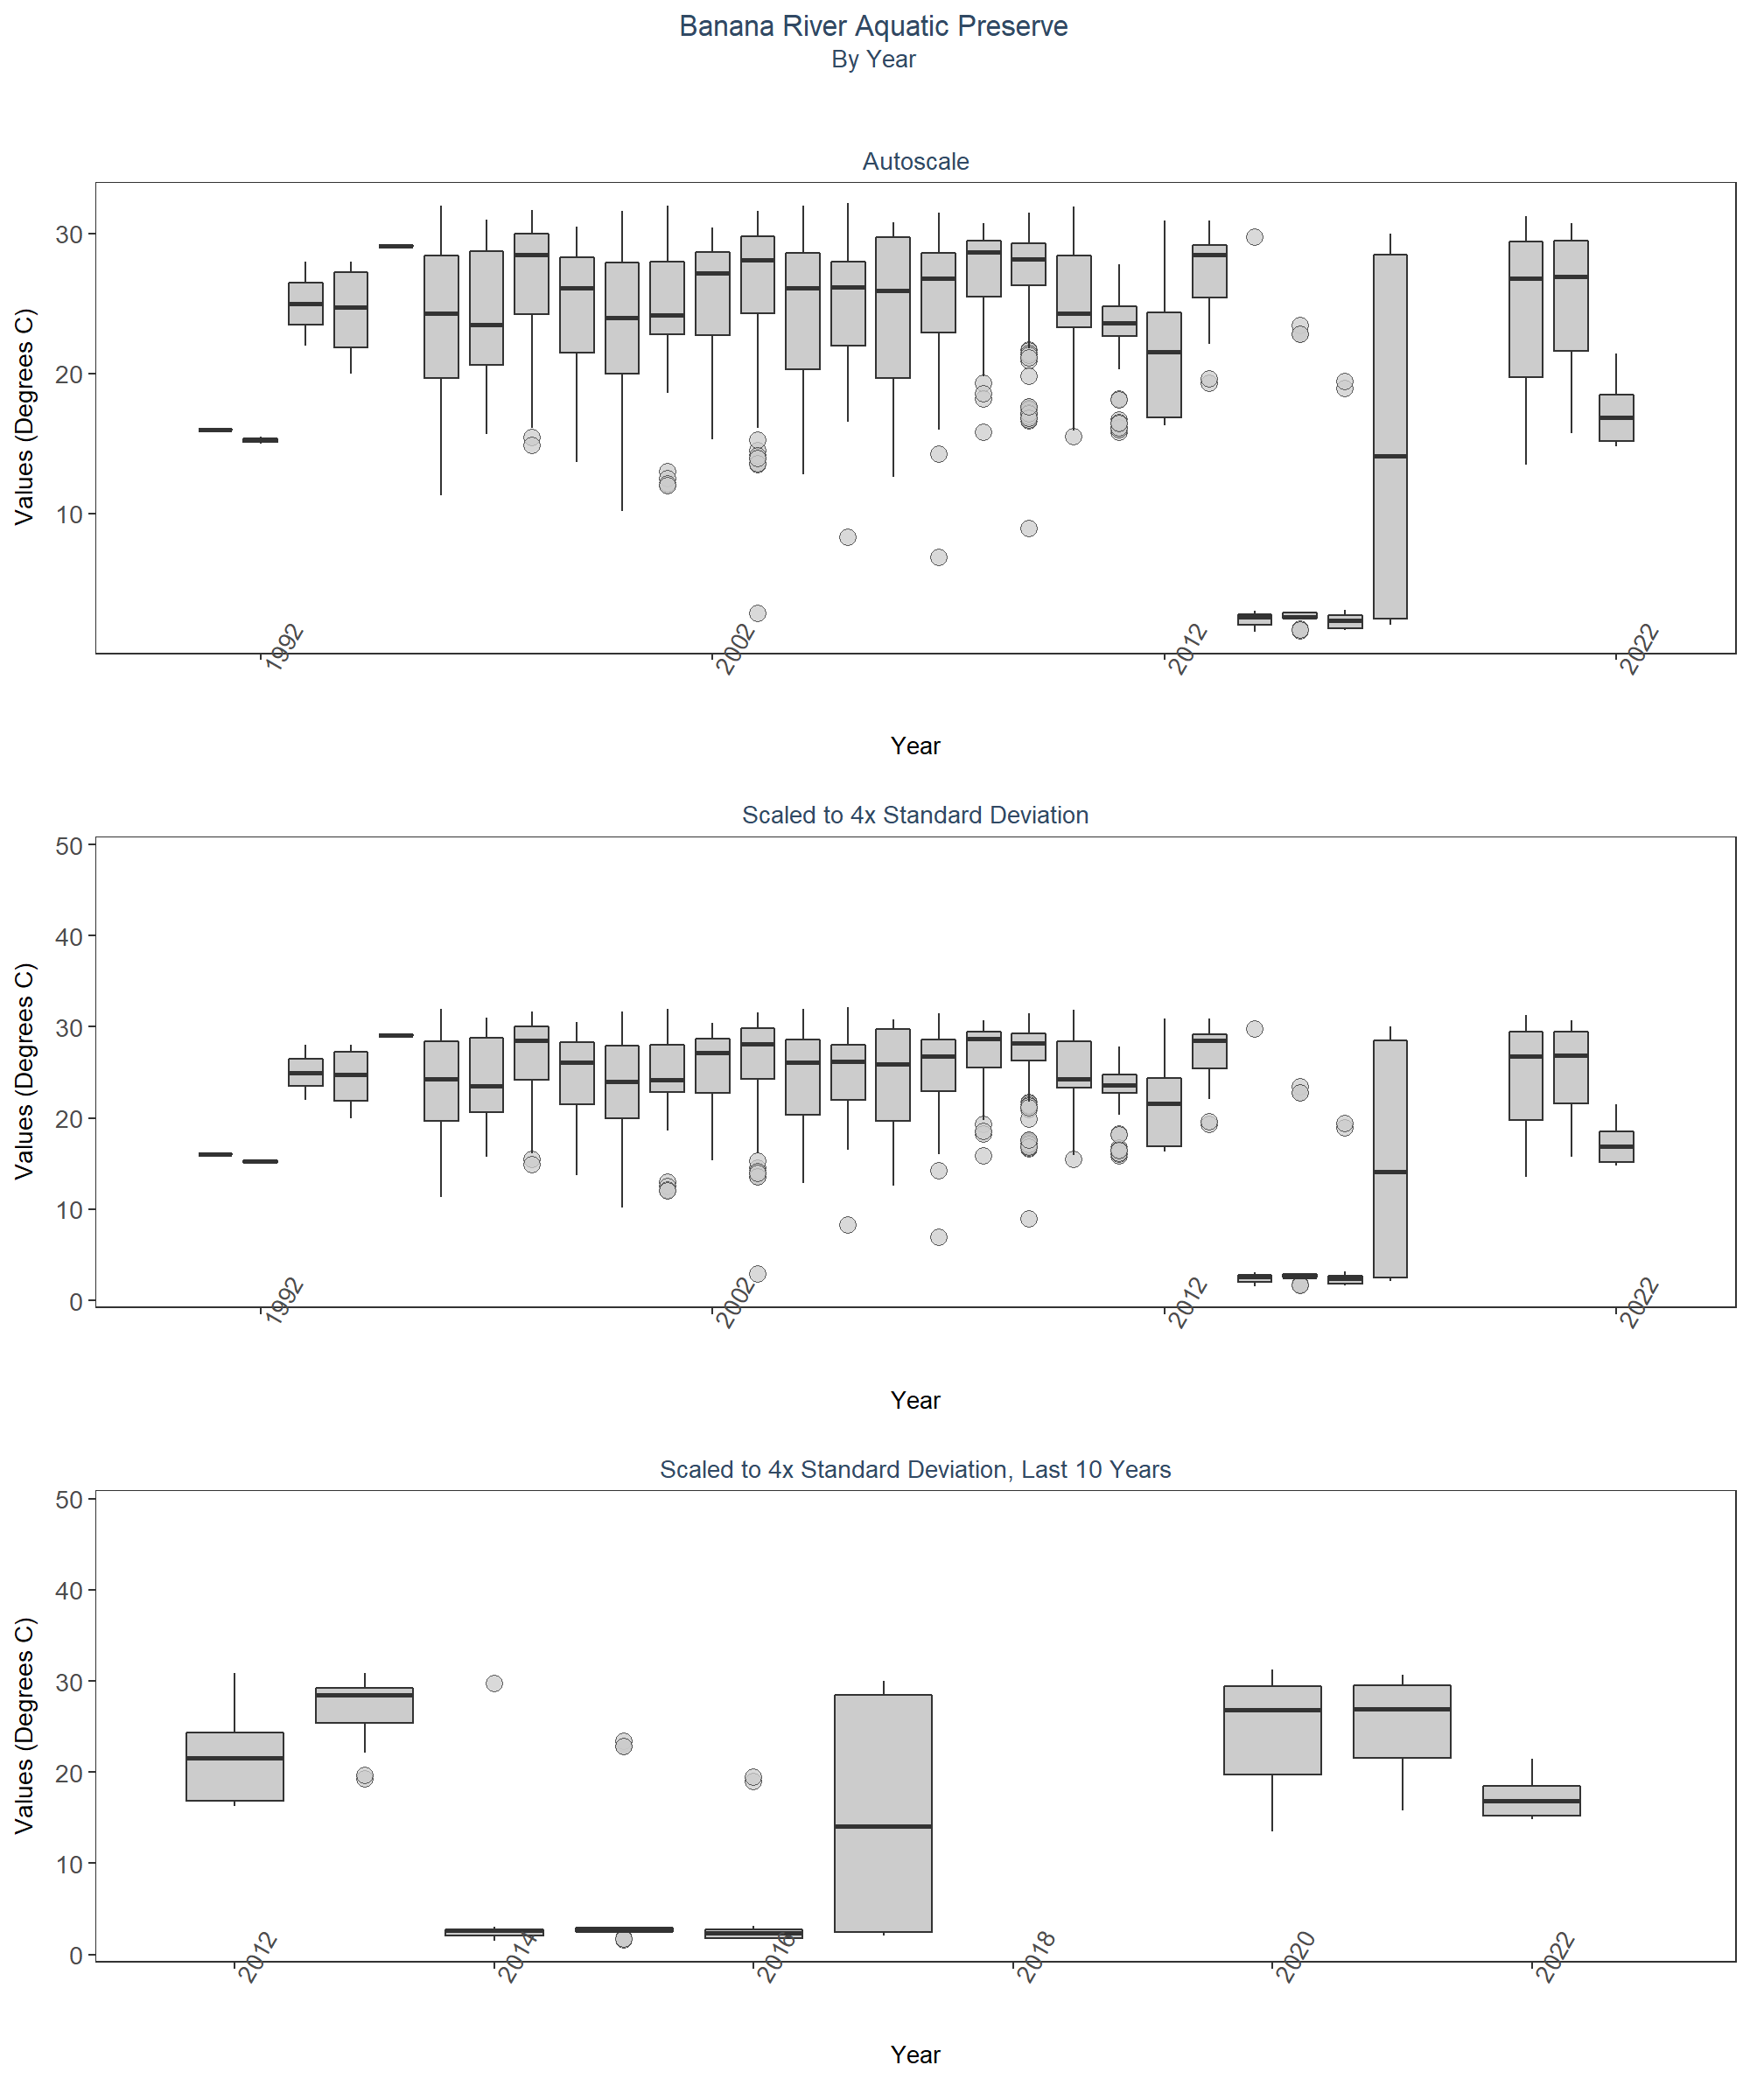 Banana River Aquatic Preserve
By Year
Autoscale
Values (Degrees C)
30
20
10
1992
2002
2012
2022
Year
Scaled to 4x Standard Deviation
Values (Degrees C)
50
40
30
20
10
0
1992
2002
2012
2022
Year
Scaled to 4x Standard Deviation, Last 10 Years
Values (Degrees C)
50
40
30
20
10
0
2012
2014
2016
2018
2020
2022
Year